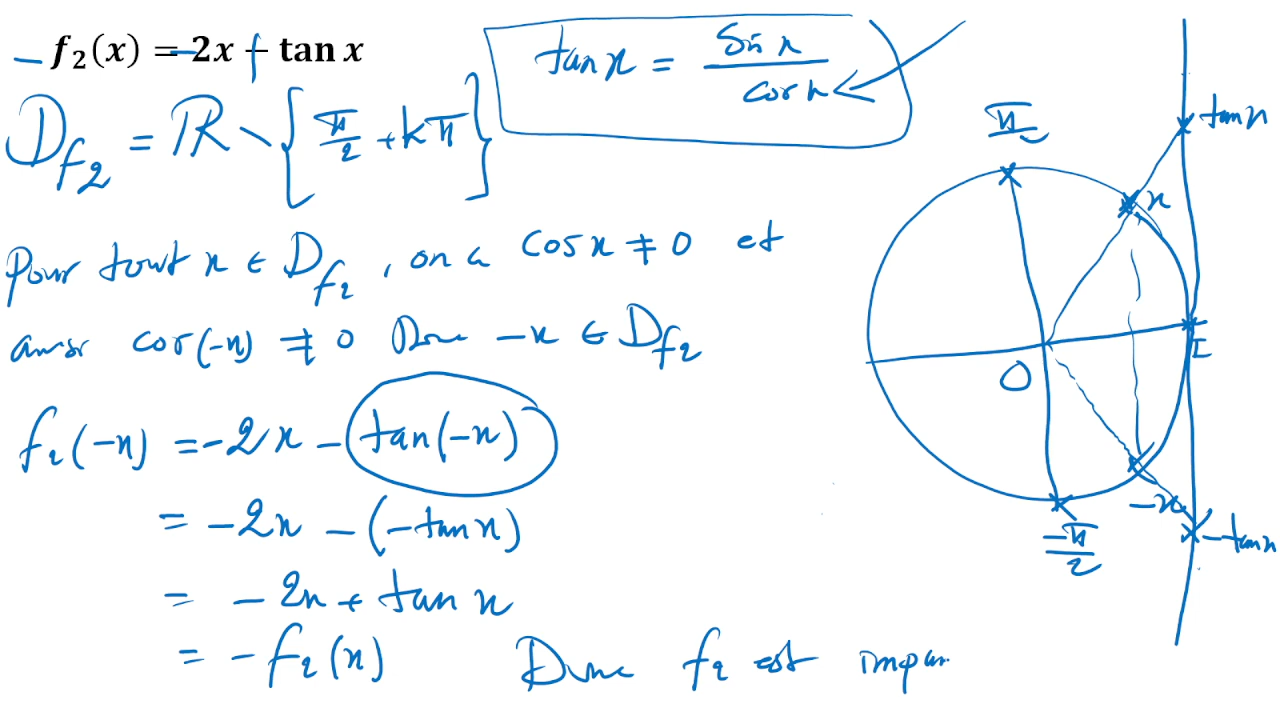 - f₂(x) = -2x + tan x
tan x = sin x / cos x
D_f₂ = ℝ \ { π/2 + kπ }
Pour tout x ∈ D_f₂, on a cos x ≠ 0 et
aussi cos(-x) ≠ 0 Donc -x ∈ D_f₂
f₂(-x) = -2x - (tan(-x))
= -2x - (-tan x)
= -2x + tan x
= -f₂(x) Donc f₂ est impair
π/2
tan x
x
O
I
-x
-π/2
-tan x